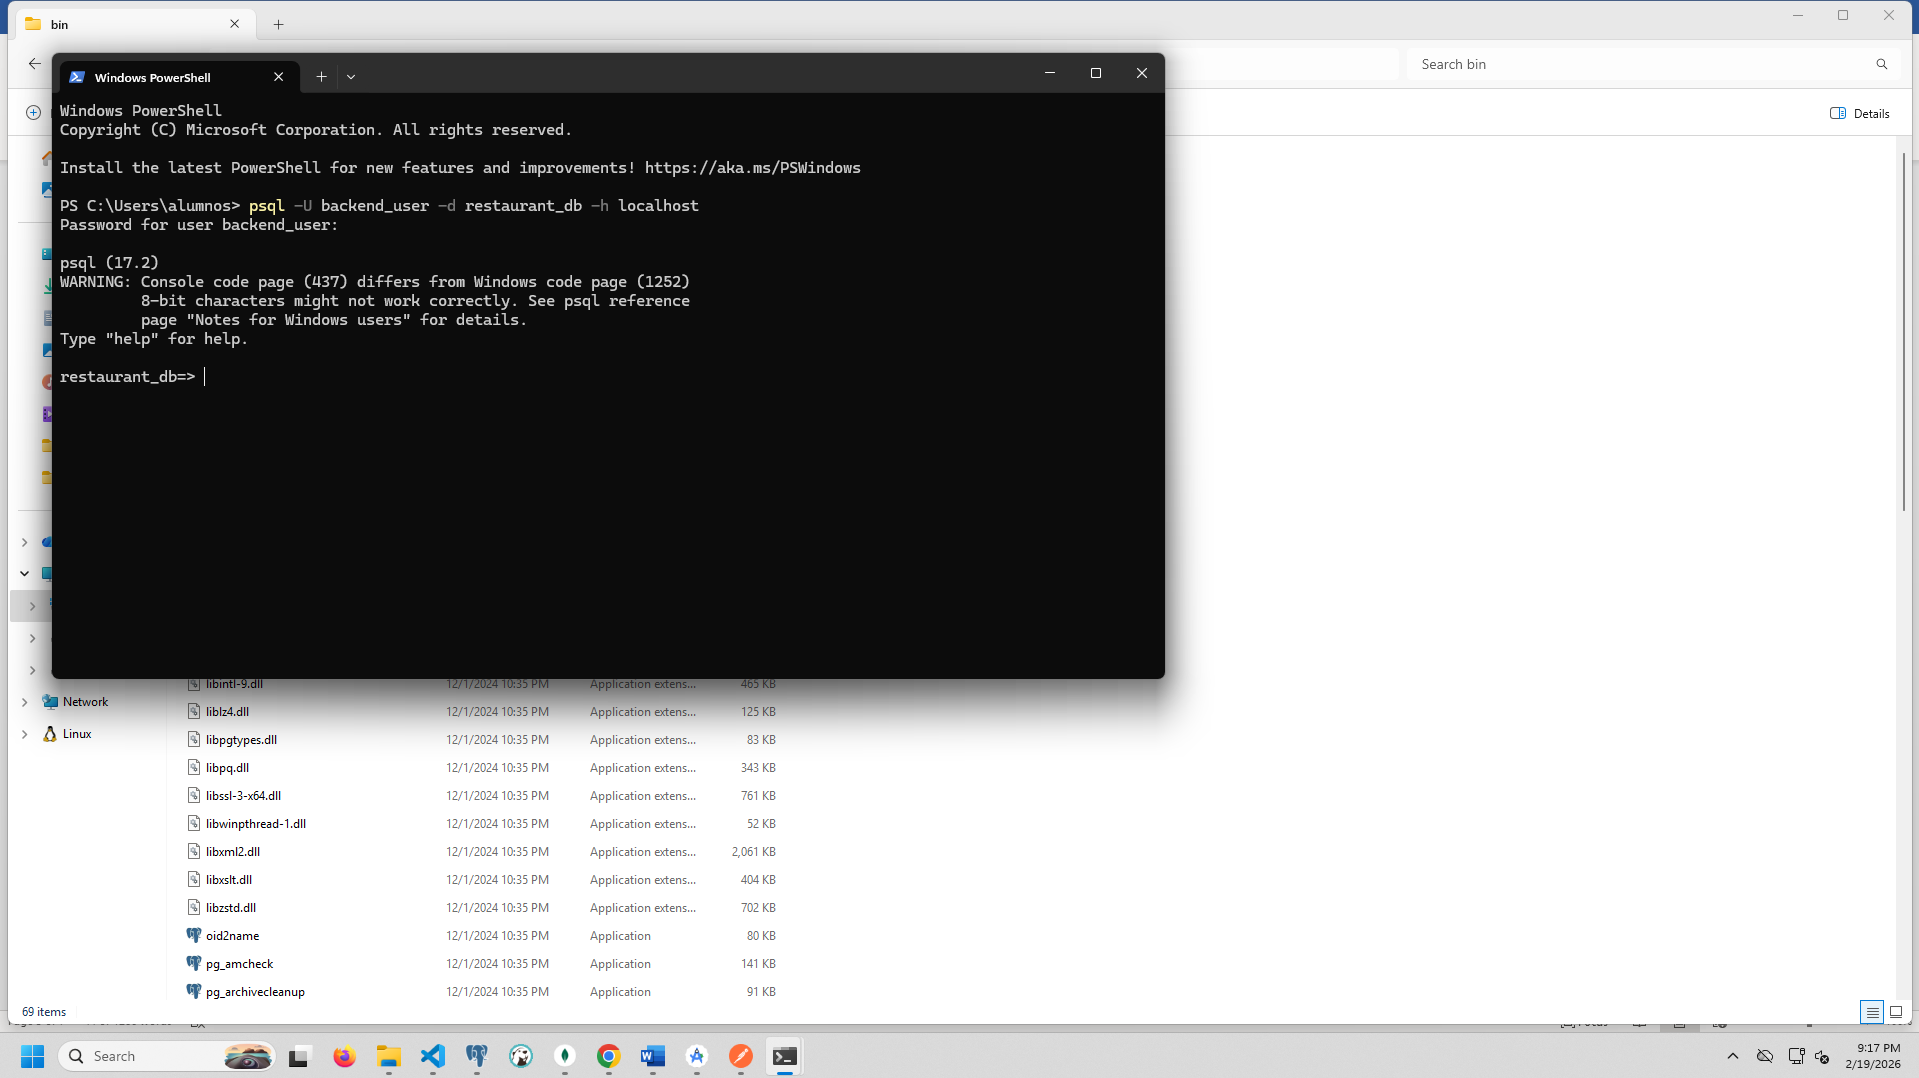 bin
Search bin
Details
Windows PowerShell
Windows PowerShell
Copyright (C) Microsoft Corporation. All rights reserved.
Install the latest PowerShell for new features and improvements! https://aka.ms/PSWindows
PS C:\Users\alumnos> psql -U backend_user -d restaurant_db -h localhost
Password for user backend_user:
psql (17.2)
WARNING: Console code page (437) differs from Windows code page (1252)
8-bit characters might not work correctly. See psql reference
page "Notes for Windows users" for details.
Type "help" for help.
restaurant_db=>
Network
Linux
libintl-9.dll 12/1/2024 10:35 PM Application extens... 465 KB
liblz4.dll 12/1/2024 10:35 PM Application extens... 125 KB
libpgtypes.dll 12/1/2024 10:35 PM Application extens... 83 KB
libpq.dll 12/1/2024 10:35 PM Application extens... 343 KB
libssl-3-x64.dll 12/1/2024 10:35 PM Application extens... 761 KB
libwinpthread-1.dll 12/1/2024 10:35 PM Application extens... 52 KB
libxml2.dll 12/1/2024 10:35 PM Application extens... 2,061 KB
libxslt.dll 12/1/2024 10:35 PM Application extens... 404 KB
libzstd.dll 12/1/2024 10:35 PM Application extens... 702 KB
oid2name 12/1/2024 10:35 PM Application 80 KB
pg_amcheck 12/1/2024 10:35 PM Application 141 KB
pg_archivecleanup 12/1/2024 10:35 PM Application 91 KB
69 items
Search
9:17 PM
2/19/2026